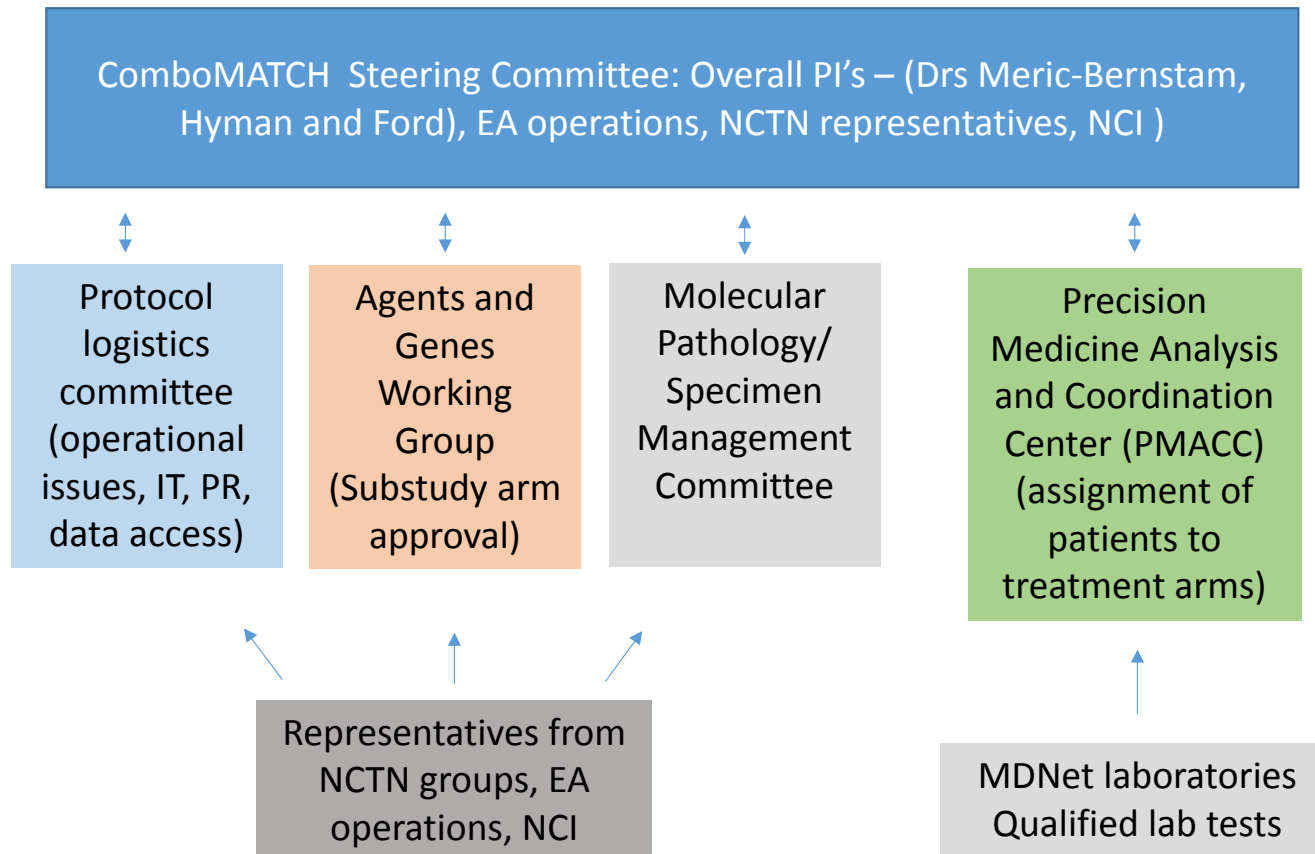 ComboMATCH  Steering Committee: Overall PI’s – (Drs Meric-Bernstam,
Hyman and Ford), EA operations, NCTN representatives, NCI )
Protocol
logistics
committee
(operational
issues, IT, PR,
data access)
Agents and
Genes
Working
Group
(Substudy arm
approval)
Molecular
Pathology/
Specimen
Management
Committee
Precision
Medicine Analysis
and Coordination
Center (PMACC)
(assignment of
patients to
treatment arms)
Representatives from
NCTN groups, EA
operations, NCI
MDNet laboratories
Qualified lab tests